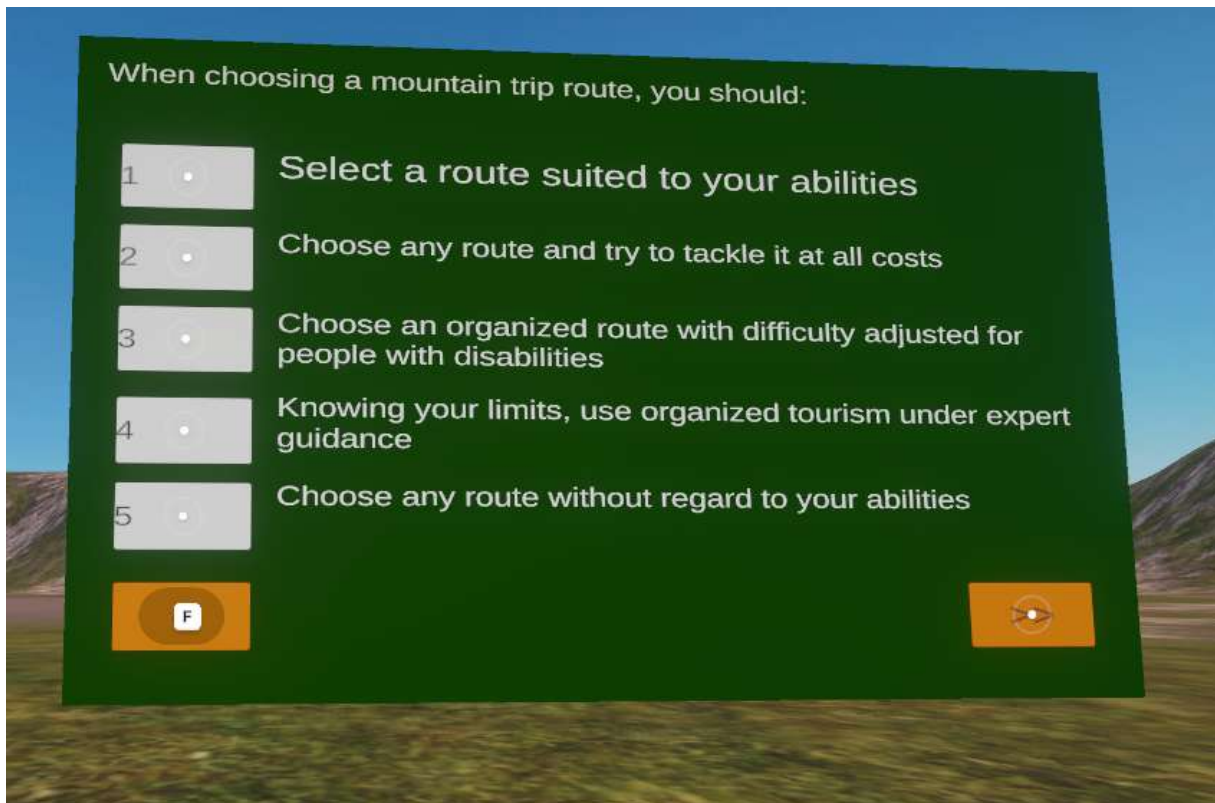 When choosing a mountain trip route, you should:
1
Select a route suited to your abilities
2
Choose any route and try to tackle it at all costs
3
Choose an organized route with difficulty adjusted for
people with disabilities
4
Knowing your limits, use organized tourism under expert
guidance
5
Choose any route without regard to your abilities
F
>>